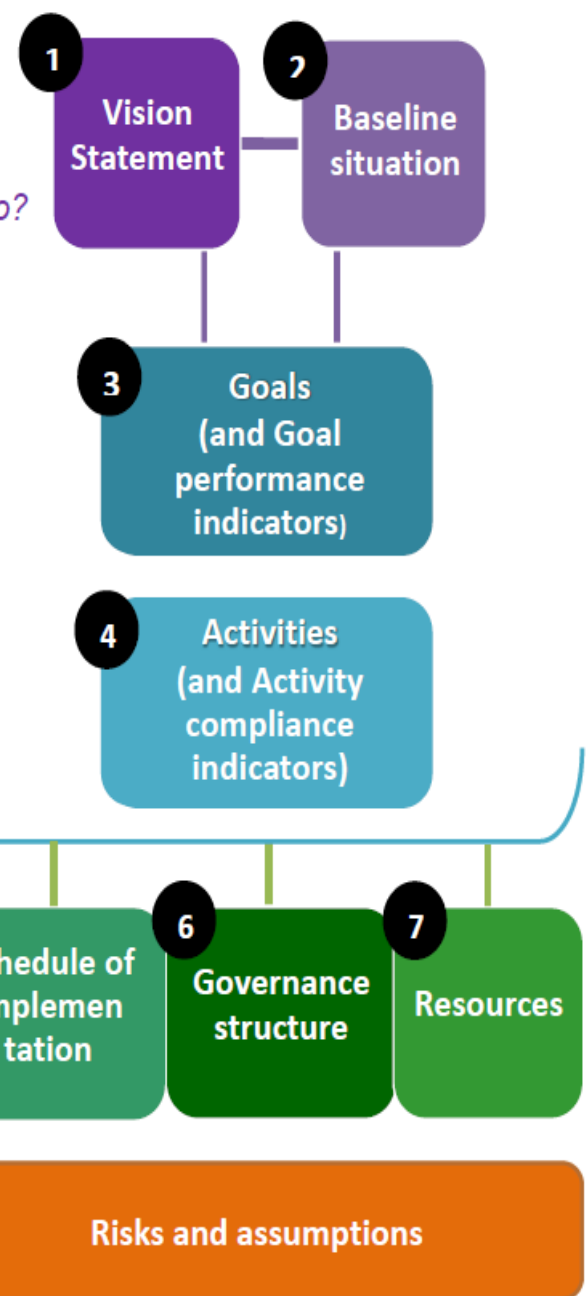 1
2
Vision
Statement
Baseline
situation
o?
3
Goals
(and Goal
performance
indicators)
4
Activities
(and Activity
compliance
indicators)
hedule of
mplemen
tation
6
Governance
structure
7
Resources
Risks and assumptions